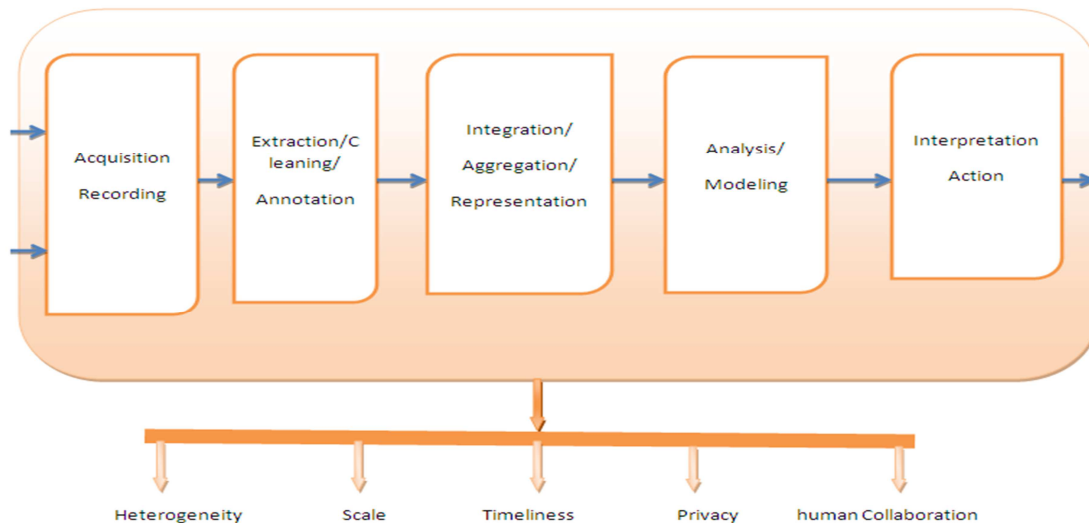 Acquisition
Recording
Extraction/C
leaning/
Annotation
Integration/
Aggregation/
Representation
Analysis/
Modeling
Interpretation
Action
Heterogeneity
Scale
Timeliness
Privacy
human Collaboration